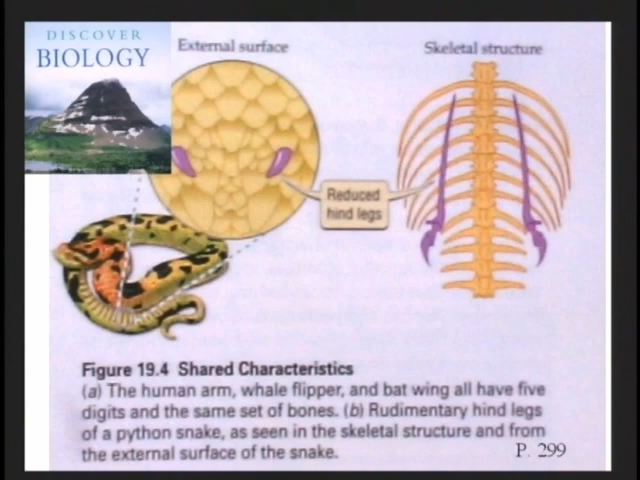 DISCOVER
BIOLOGY
External surface
Skeletal structure
Reduced
hind legs
Figure 19.4 Shared Characteristics
(a) The human arm, whale flipper, and bat wing all have five
digits and the same set of bones. (b) Rudimentary hind legs
of a python snake, as seen in the skeletal structure and from
the external surface of the snake.
P. 299